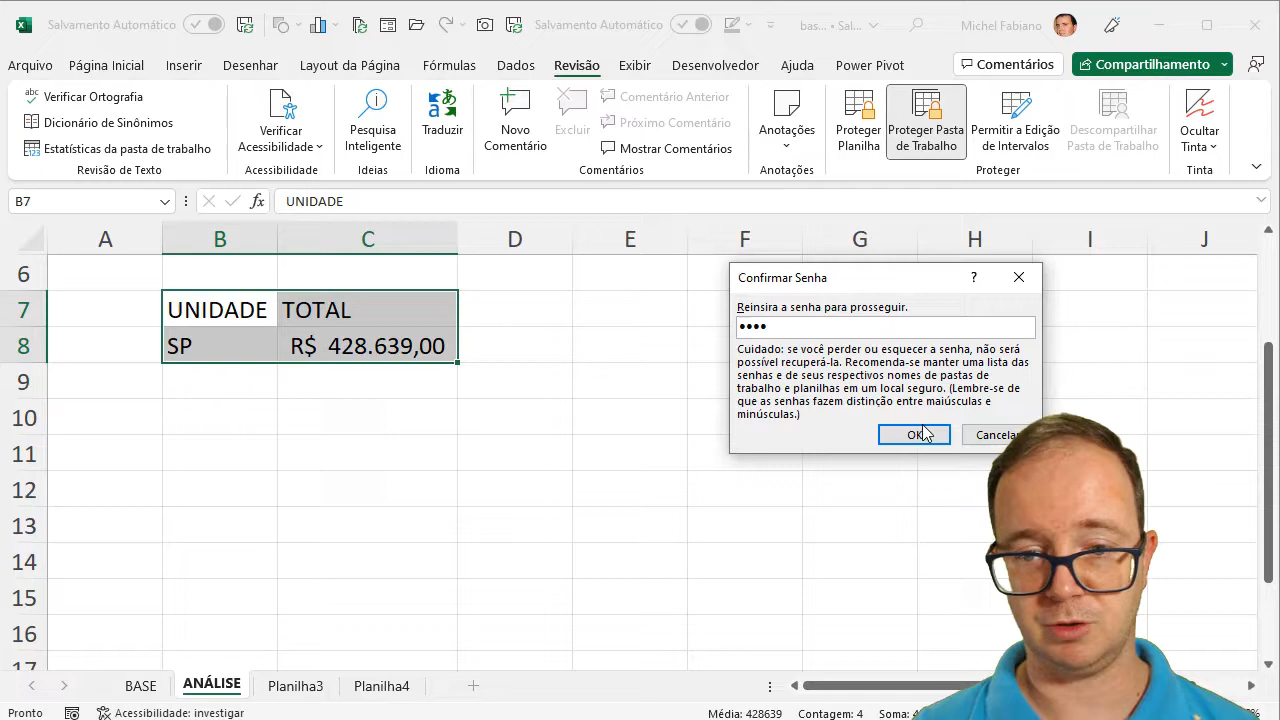 Salvamento Automático
Salvamento Automático
bas... • Sal...
Michel Fabiano
Arquivo
Página Inicial
Inserir
Desenhar
Layout da Página
Fórmulas
Dados
Revisão
Exibir
Desenvolvedor
Ajuda
Power Pivot
Comentários
Compartilhamento
abc Verificar Ortografia
Dicionário de Sinônimos
123 Estatísticas da pasta de trabalho
Revisão de Texto
Verificar
Acessibilidade
Acessibilidade
Pesquisa
Inteligente
Ideias
Traduzir
Idioma
Novo
Comentário
Excluir
Comentário Anterior
Próximo Comentário
Mostrar Comentários
Comentários
Anotações
Anotações
Proteger
Planilha
Proteger Pasta
de Trabalho
Permitir a Edição
de Intervalos
Descompartilhar
Pasta de Trabalho
Proteger
Ocultar
Tinta
Tinta
B7
fx
UNIDADE
A B C D E F G H I J
6
7 UNIDADE TOTAL
8 SP R$ 428.639,00
9
10
11
12
13
14
15
16
17
Confirmar Senha
?
Reinsira a senha para prosseguir.
••••
Cuidado: se você perder ou esquecer a senha, não será
possível recuperá-la. Recomenda-se manter uma lista das
senhas e de seus respectivos nomes de pastas de
trabalho e planilhas em um local seguro. (Lembre-se de
que as senhas fazem distinção entre maiúsculas e
minúsculas.)
OK
Cancelar
BASE
ANÁLISE
Planilha3
Planilha4
Pronto
Acessibilidade: investigar
Média: 428639
Contagem: 4
Soma: